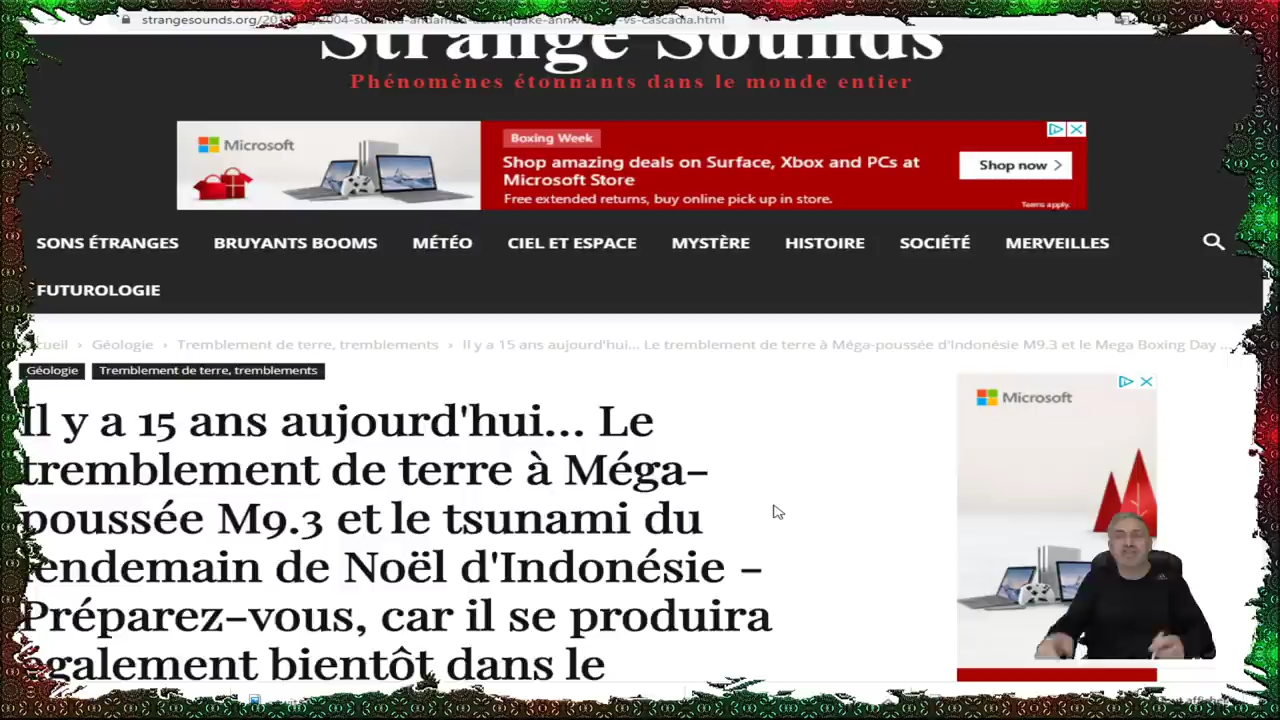 strangesounds.org/
Strange Sounds
Phénomènes étonnants dans le monde entier
Microsoft
Boxing Week
Shop amazing deals on Surface, Xbox and PCs at
Microsoft Store
Free extended returns, buy online pick up in store.
Shop now >
Terms apply.
SONS ÉTRANGES BRUYANTS BOOMS MÉTÉO CIEL ET ESPACE MYSTÈRE HISTOIRE SOCIÉTÉ MERVEILLES
FUTUROLOGIE
› Géologie › Tremblement de terre, tremblements › Il y a 15 ans aujourd'hui... Le tremblement de terre à Méga-poussée d'Indonésie M9.3 et le Mega Boxing Day ...
Géologie Tremblement de terre, tremblements
Il y a 15 ans aujourd'hui... Le
tremblement de terre à Méga-
poussée M9.3 et le tsunami du
lendemain de Noël d'Indonésie -
Préparez-vous, car il se produira
également bientôt dans le
Microsoft